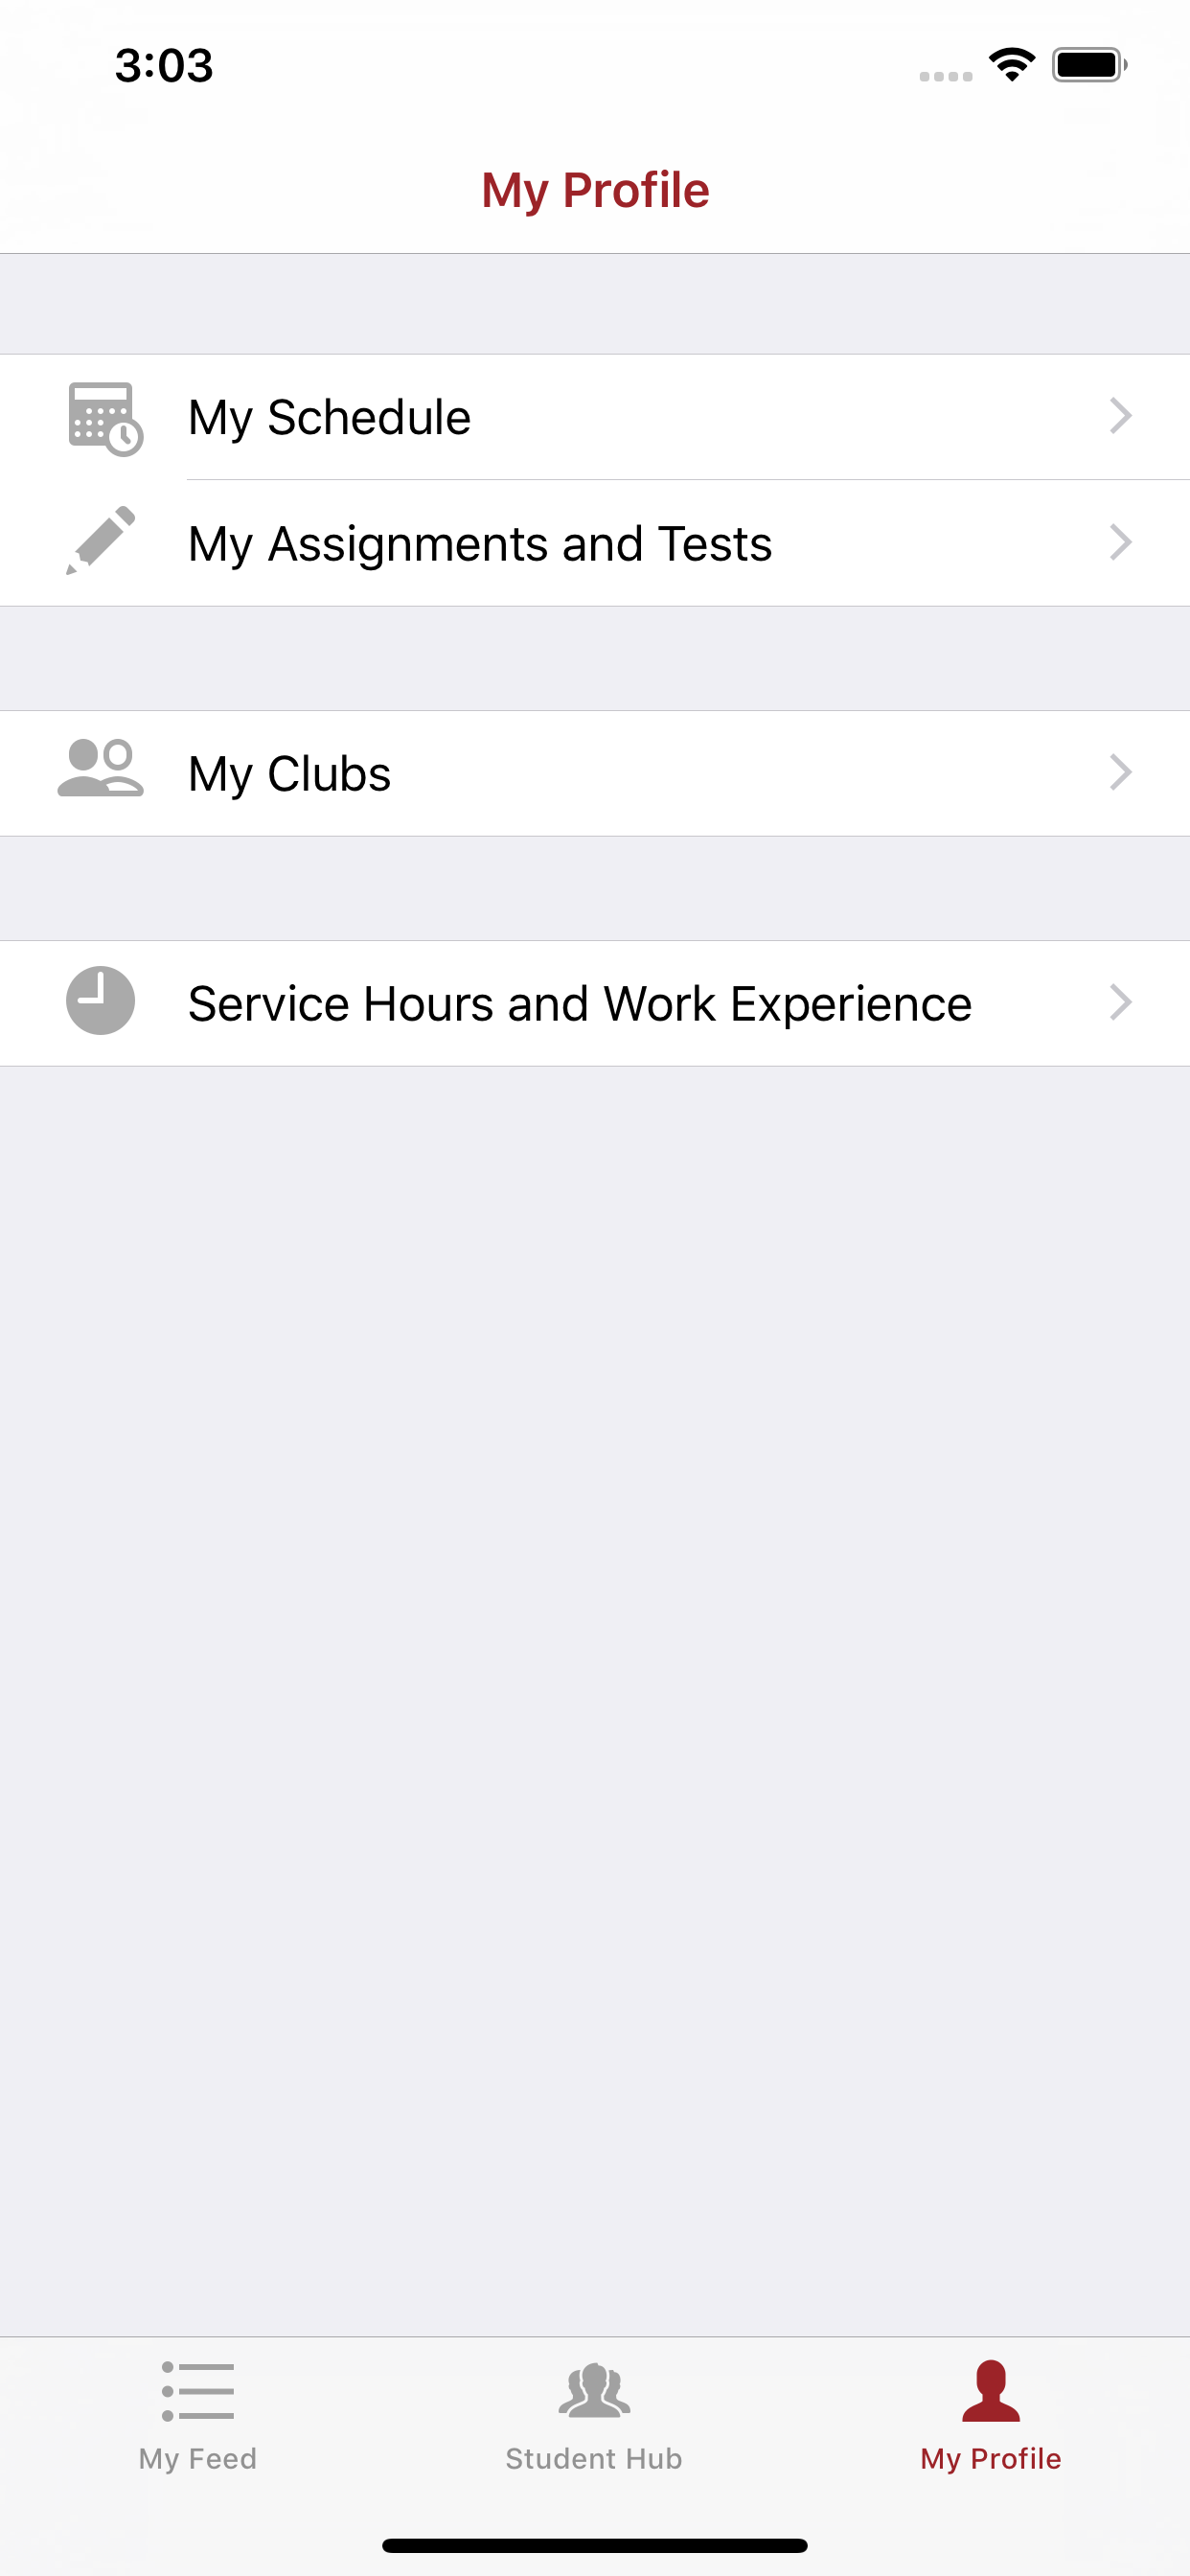 3:03
My Profile
My Schedule
My Assignments and Tests
My Clubs
Service Hours and Work Experience
My Feed
Student Hub
My Profile